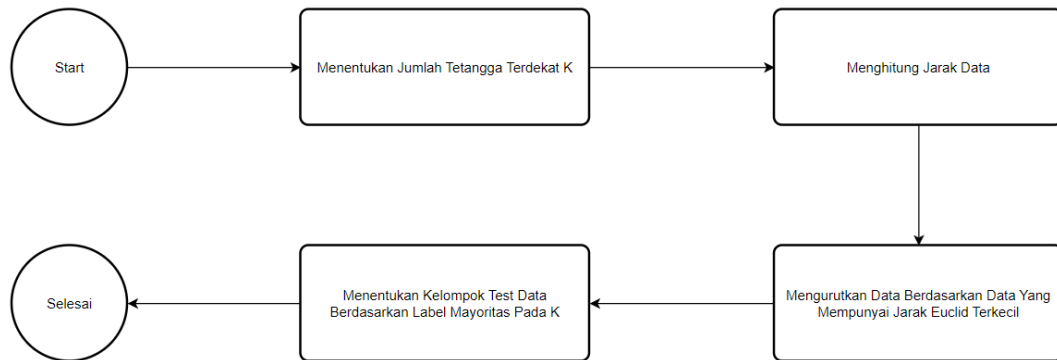 Start
Menentukan Jumlah Tetangga Terdekat K
Menghitung Jarak Data
Mengurutkan Data Berdasarkan Data Yang
Mempunyai Jarak Euclid Terkecil
Menentukan Kelompok Test Data
Berdasarkan Label Mayoritas Pada K
Selesai